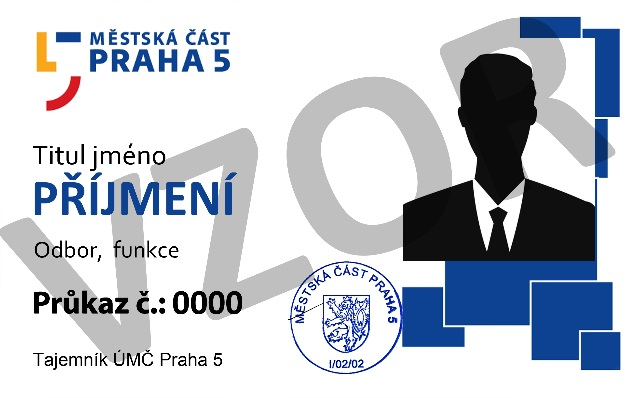 MĚSTSKÁ ČÁST
PRAHA 5
Titul jméno
PŘÍJMENÍ
Odbor, funkce
Průkaz č.: 0000
Tajemník ÚMČ Praha 5
MĚSTSKÁ ČÁST PRAHA 5
I/02/02
VZOR